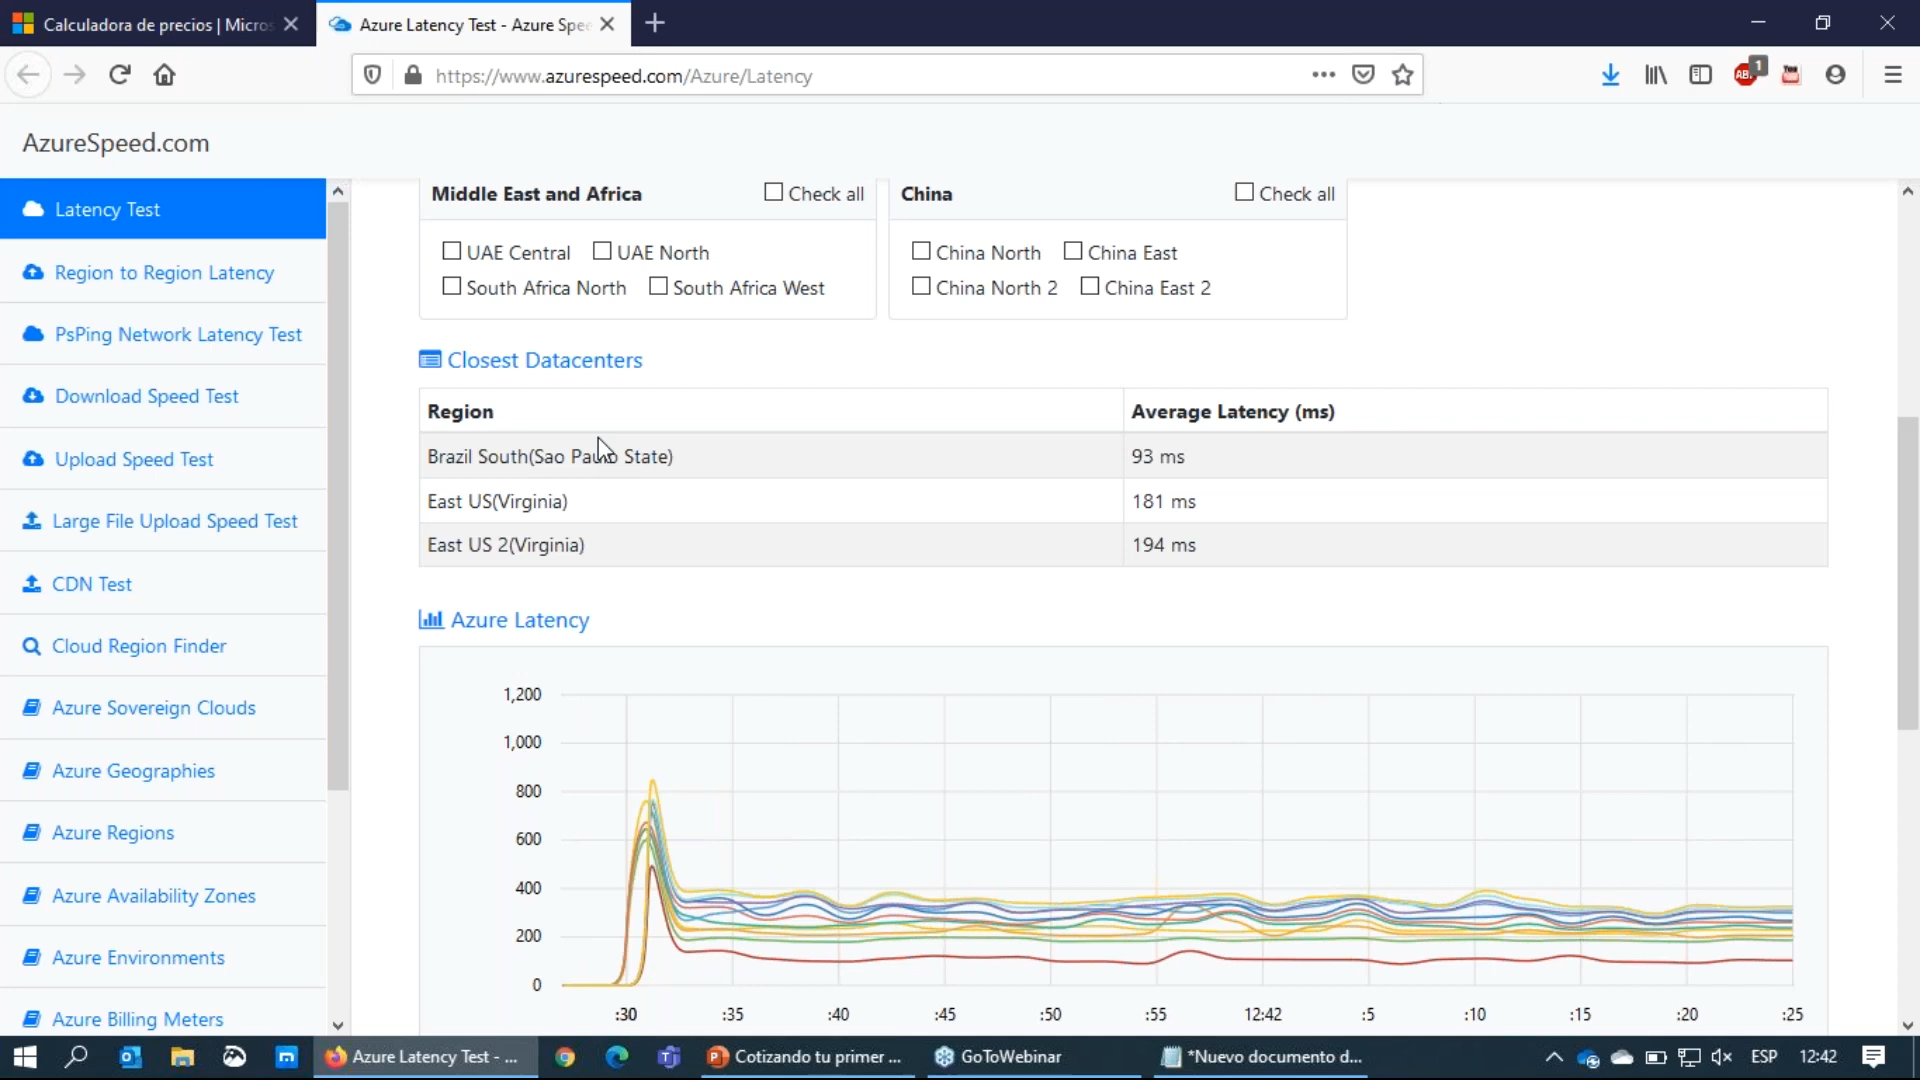 Calculadora de precios | Micros
Azure Latency Test - Azure Spee
https://www.azurespeed.com/Azure/Latency
ABP
1
AzureSpeed.com
Latency Test
Region to Region Latency
PsPing Network Latency Test
Download Speed Test
Upload Speed Test
Large File Upload Speed Test
CDN Test
Cloud Region Finder
Azure Sovereign Clouds
Azure Geographies
Azure Regions
Azure Availability Zones
Azure Environments
Azure Billing Meters
Middle East and Africa
Check all
UAE Central UAE North
South Africa North South Africa West
China
Check all
China North China East
China North 2 China East 2
Closest Datacenters
Region Average Latency (ms)
Brazil South(Sao Paulo State) 93 ms
East US(Virginia) 181 ms
East US 2(Virginia) 194 ms
Azure Latency
1,200
1,000
800
600
400
200
0
:30 :35 :40 :45 :50 :55 12:42 :5 :10 :15 :20 :25
Azure Latency Test - ...
Cotizando tu primer ...
GoToWebinar
*Nuevo documento d...
ESP
12:42